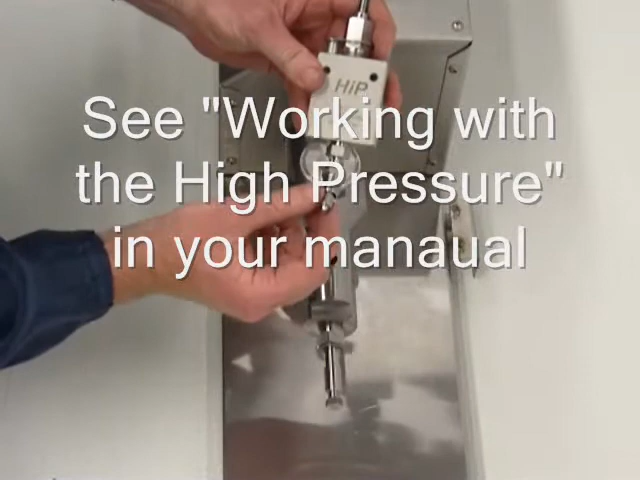 HiP
See "Working with
the High Pressure"
in your manaual